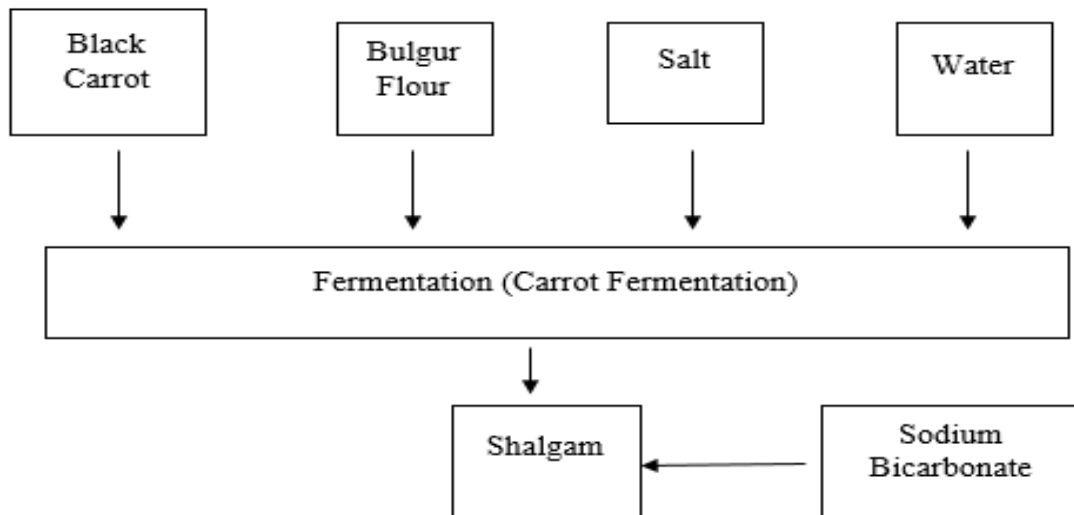 Black
Carrot
Bulgur
Flour
Salt
Water
Fermentation (Carrot Fermentation)
Shalgam
Sodium
Bicarbonate